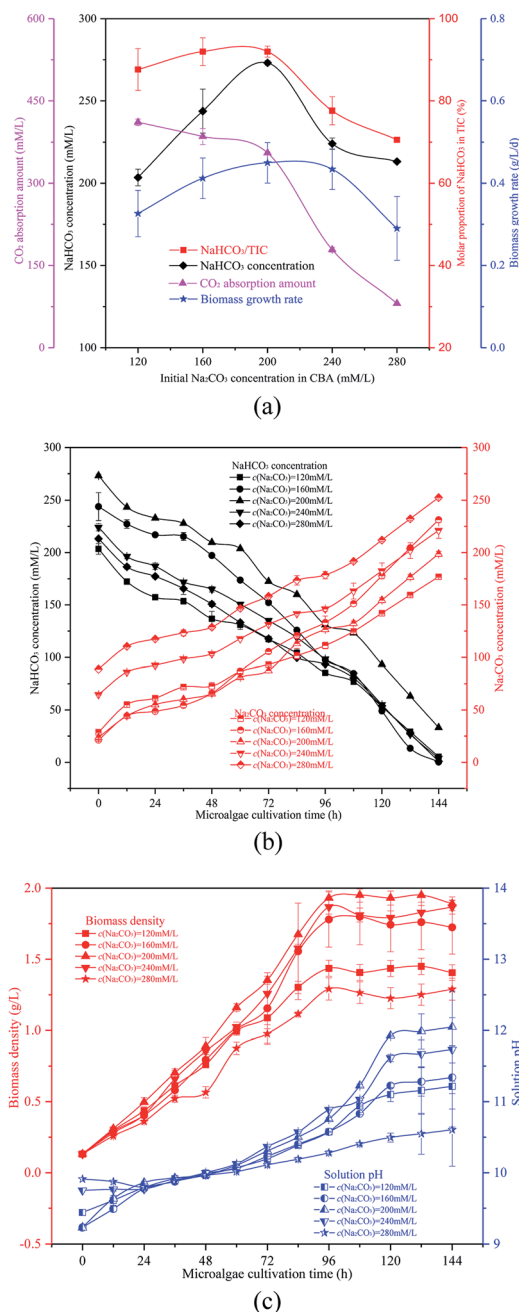 600
450
300
150
0
CO₂ absorption amount (mM/L)
300
250
200
150
100
NaHCO₃ concentration (mM/L)
100
80
60
40
20
Molar proportion of NaHCO₃ in TIC (%)
0.8
0.7
0.6
0.4
0.2
0.0
Biomass growth rate (g/L/d)
NaHCO₃/TIC
NaHCO₃ concentration
CO₂ absorption amount
Biomass growth rate
120 160 200 240 280
Initial Na₂CO₃ concentration in CBA (mM/L)
(a)
300
250
200
150
100
50
0
NaHCO₃ concentration (mM/L)
NaHCO₃ concentration
c(Na₂CO₃)=120mM/L
c(Na₂CO₃)=160mM/L
c(Na₂CO₃)=200mM/L
c(Na₂CO₃)=240mM/L
c(Na₂CO₃)=280mM/L
300
250
200
150
100
50
0
Na₂CO₃ concentration (mM/L)
Na₂CO₃ concentration
c(Na₂CO₃)=120mM/L
c(Na₂CO₃)=160mM/L
c(Na₂CO₃)=200mM/L
c(Na₂CO₃)=240mM/L
c(Na₂CO₃)=280mM/L
0 24 48 72 96 120 144
Microalgae cultivation time (h)
(b)
2.0
1.5
1.0
0.5
0.0
-0.5
Biomass density (g/L)
Biomass density
c(Na₂CO₃)=120mM/L
c(Na₂CO₃)=160mM/L
c(Na₂CO₃)=200mM/L
c(Na₂CO₃)=240mM/L
c(Na₂CO₃)=280mM/L
14
13
12
11
10
9
Solution pH
Solution pH
c(Na₂CO₃)=120mM/L
c(Na₂CO₃)=160mM/L
c(Na₂CO₃)=200mM/L
c(Na₂CO₃)=240mM/L
c(Na₂CO₃)=280mM/L
0 24 48 72 96 120 144
Microalgae cultivation time (h)
(c)